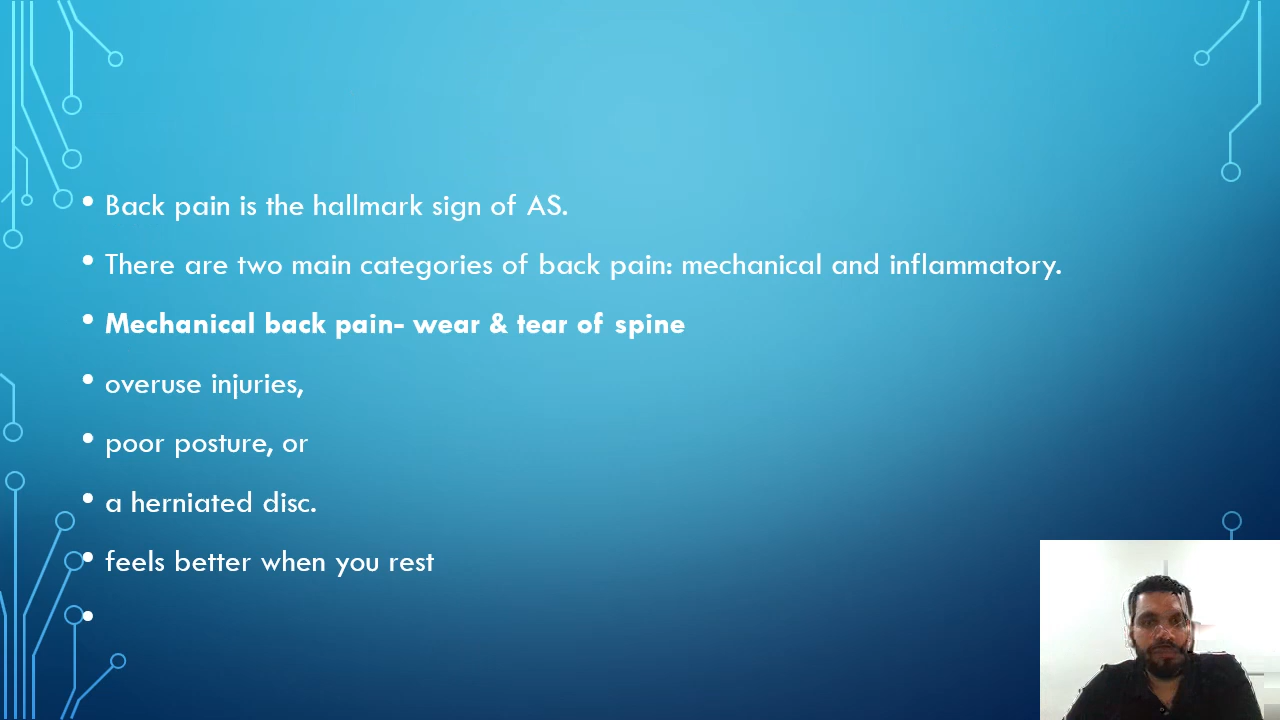 • Back pain is the hallmark sign of AS.
• There are two main categories of back pain: mechanical and inflammatory.
• Mechanical back pain- wear & tear of spine
• overuse injuries,
• poor posture, or
• a herniated disc.
• feels better when you rest
•